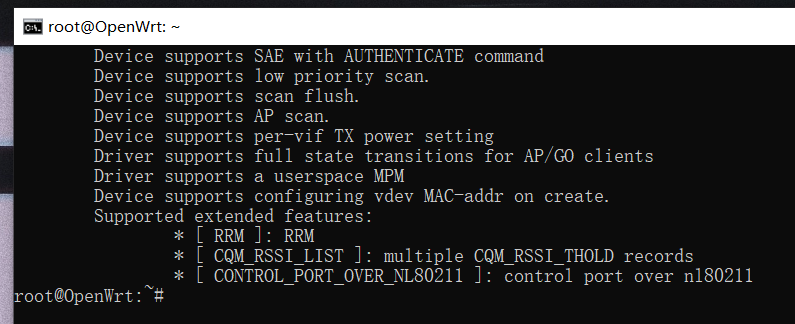 root@OpenWrt: ~
Device supports SAE with AUTHENTICATE command
Device supports low priority scan.
Device supports scan flush.
Device supports AP scan.
Device supports per-vif TX power setting
Driver supports full state transitions for AP/GO clients
Driver supports a userspace MPM
Device supports configuring vdev MAC-addr on create.
Supported extended features:
* [ RRM ]: RRM
* [ CQM_RSSI_LIST ]: multiple CQM_RSSI_THOLD records
* [ CONTROL_PORT_OVER_NL80211 ]: control port over nl80211
root@OpenWrt:~#